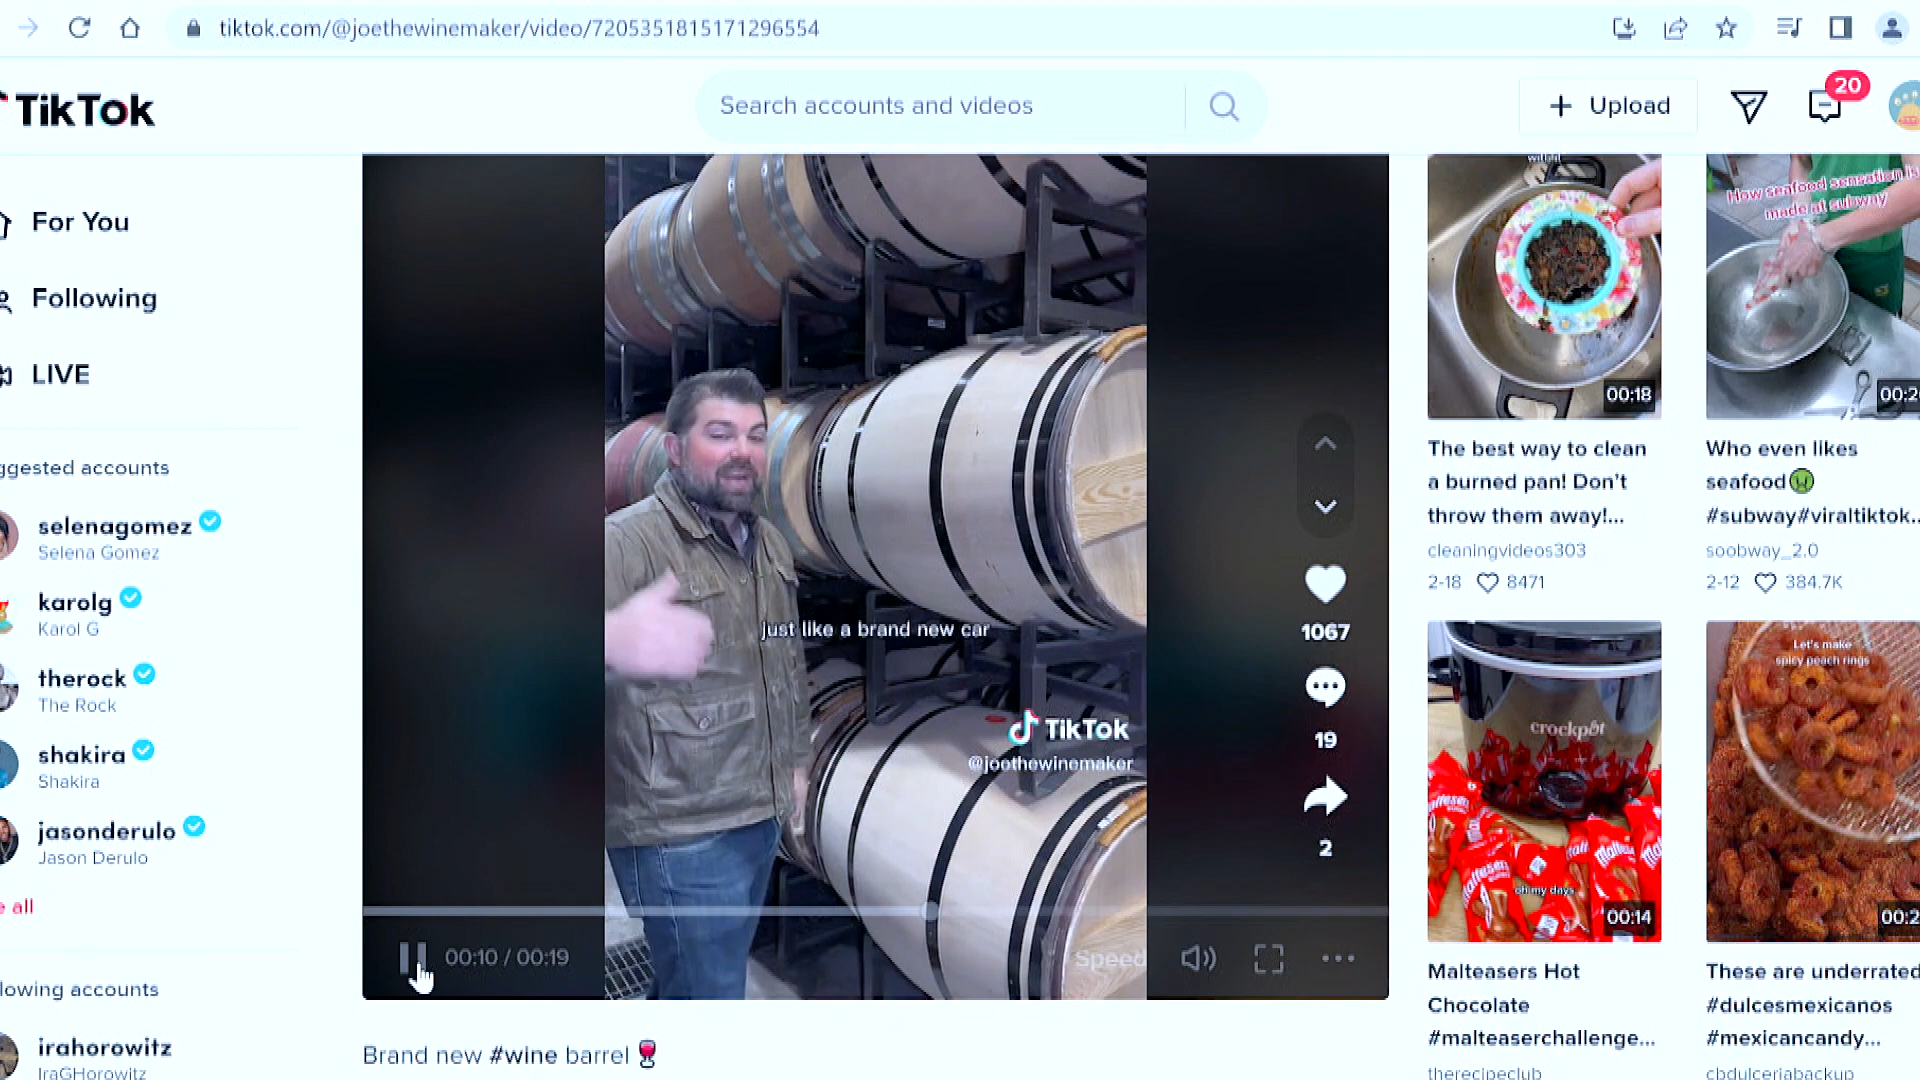 tiktok.com/@joethewinemaker/video/7205351815171296554
TikTok
Search accounts and videos
Upload
20
For You
Following
LIVE
ggested accounts
selenagomez
Selena Gomez
karolg
Karol G
therock
The Rock
shakira
Shakira
jasonderulo
Jason Derulo
e all
lowing accounts
irahorowitz
IraGHorowitz
just like a brand new car
TikTok
@joethewinemaker
1067
19
2
00:10 / 00:19
Speed
Brand new #wine barrel 🍷
00:18
The best way to clean
a burned pan! Don't
throw them away!...
cleaningvideos303
2-18 8471
How seafood sensation is
made at subway
00:2
Who even likes
seafood🤢
#subway#viraltiktok..
soobway_2.0
2-12 384.7K
crockpot
maltesers
oh my days
00:14
Malteasers Hot
Chocolate
#malteaserchallenge...
therecipeclub
Let's make
spicy peach rings
00:2
These are underrated
#dulcesmexicanos
#mexicancandy...
cbdulceriabackup